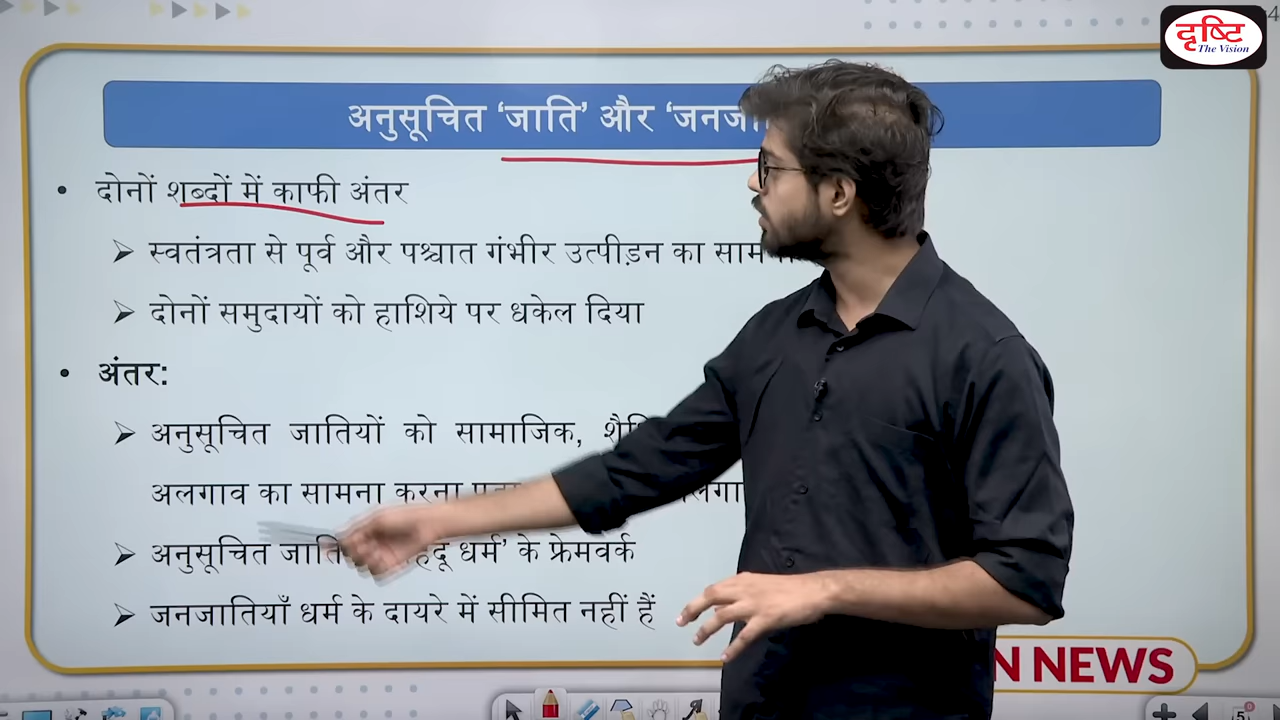 दृष्टि
The Vision
अनुसूचित ‘जाति’ और
• दोनों शब्दों में काफी अंतर
➢ स्वतंत्रता से पूर्व और पश्चात गंभीर उत्पीड़न का
➢ दोनों समुदायों को हाशिये पर धकेल दिया
• अंतर:
➢ अनुसूचित जातियों को सामाजिक,
अलगाव का सामना करना
➢ अनुसूचित धर्म’ के फ्रेमवर्क
➢ जनजातियाँ धर्म के दायरे में सीमित नहीं हैं
NEWS
5